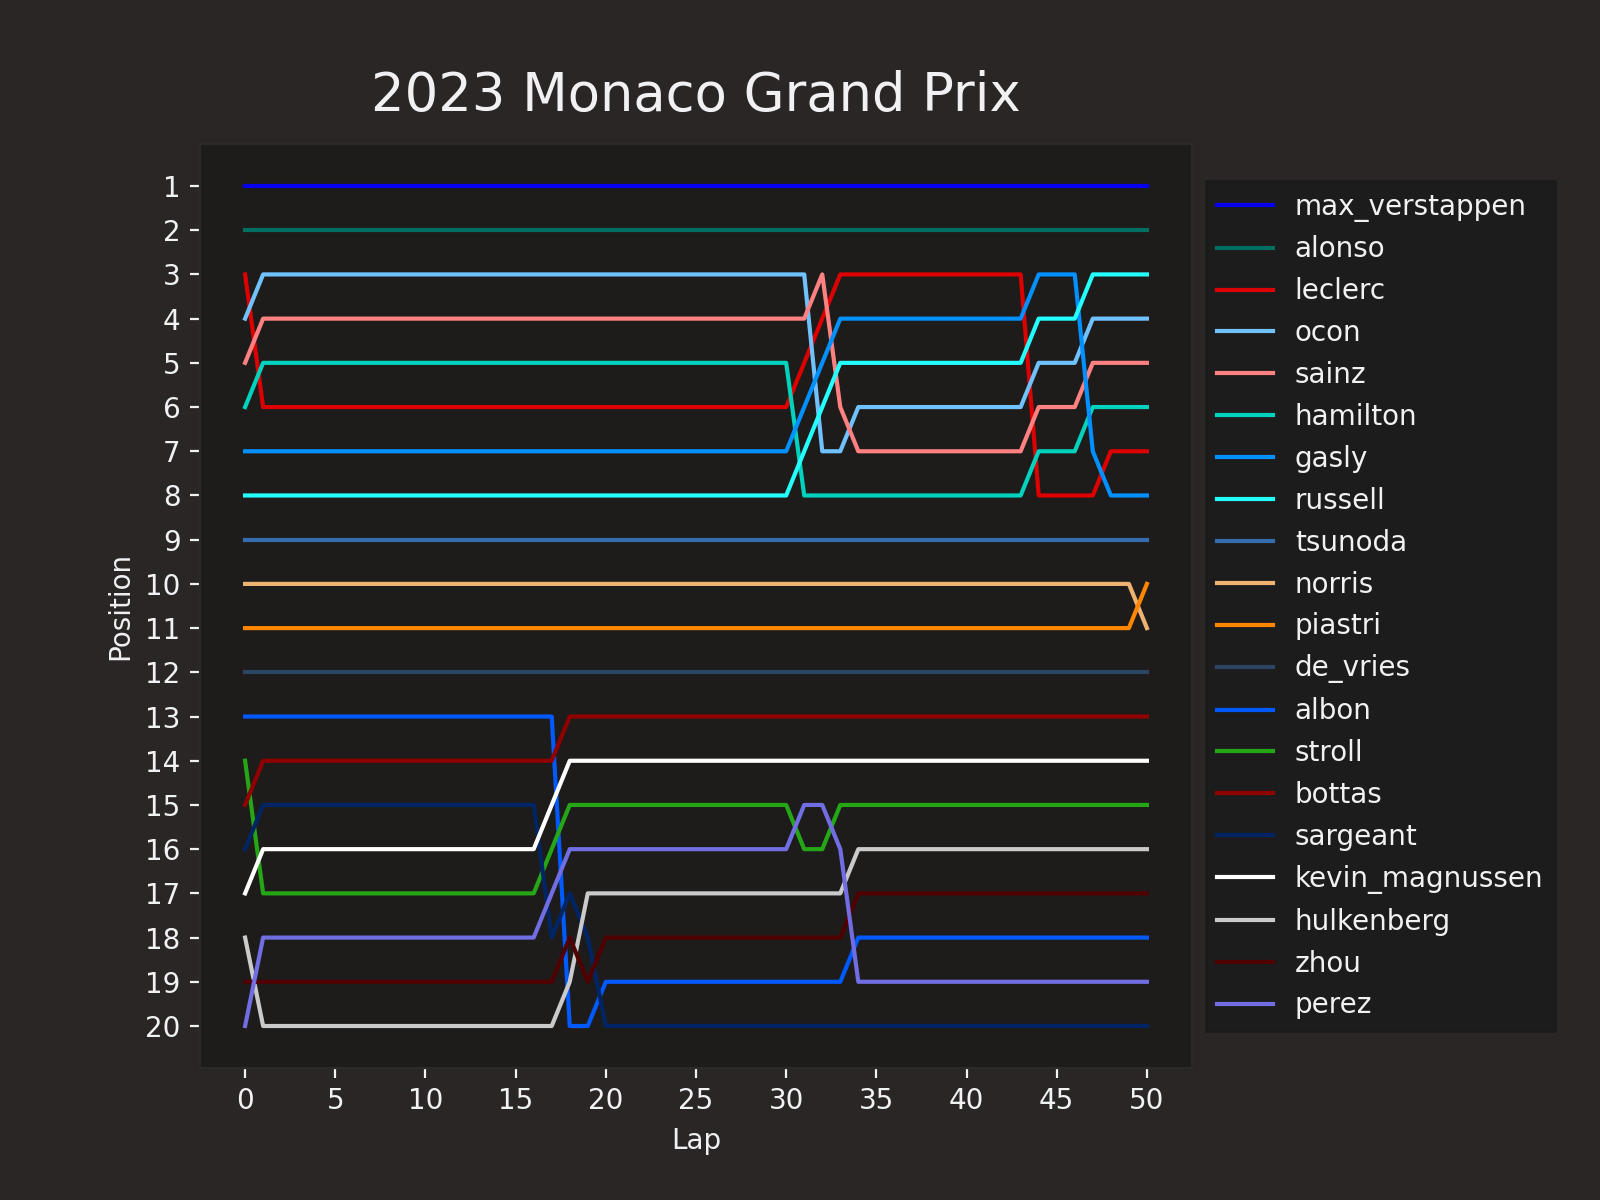 2023 Monaco Grand Prix
Position
1
2
3
4
5
6
7
8
9
10
11
12
13
14
15
16
17
18
19
20
0 5 10 15 20 25 30 35 40 45 50
Lap
max_verstappen
alonso
leclerc
ocon
sainz
hamilton
gasly
russell
tsunoda
norris
piastri
de_vries
albon
stroll
bottas
sargeant
kevin_magnussen
hulkenberg
zhou
perez